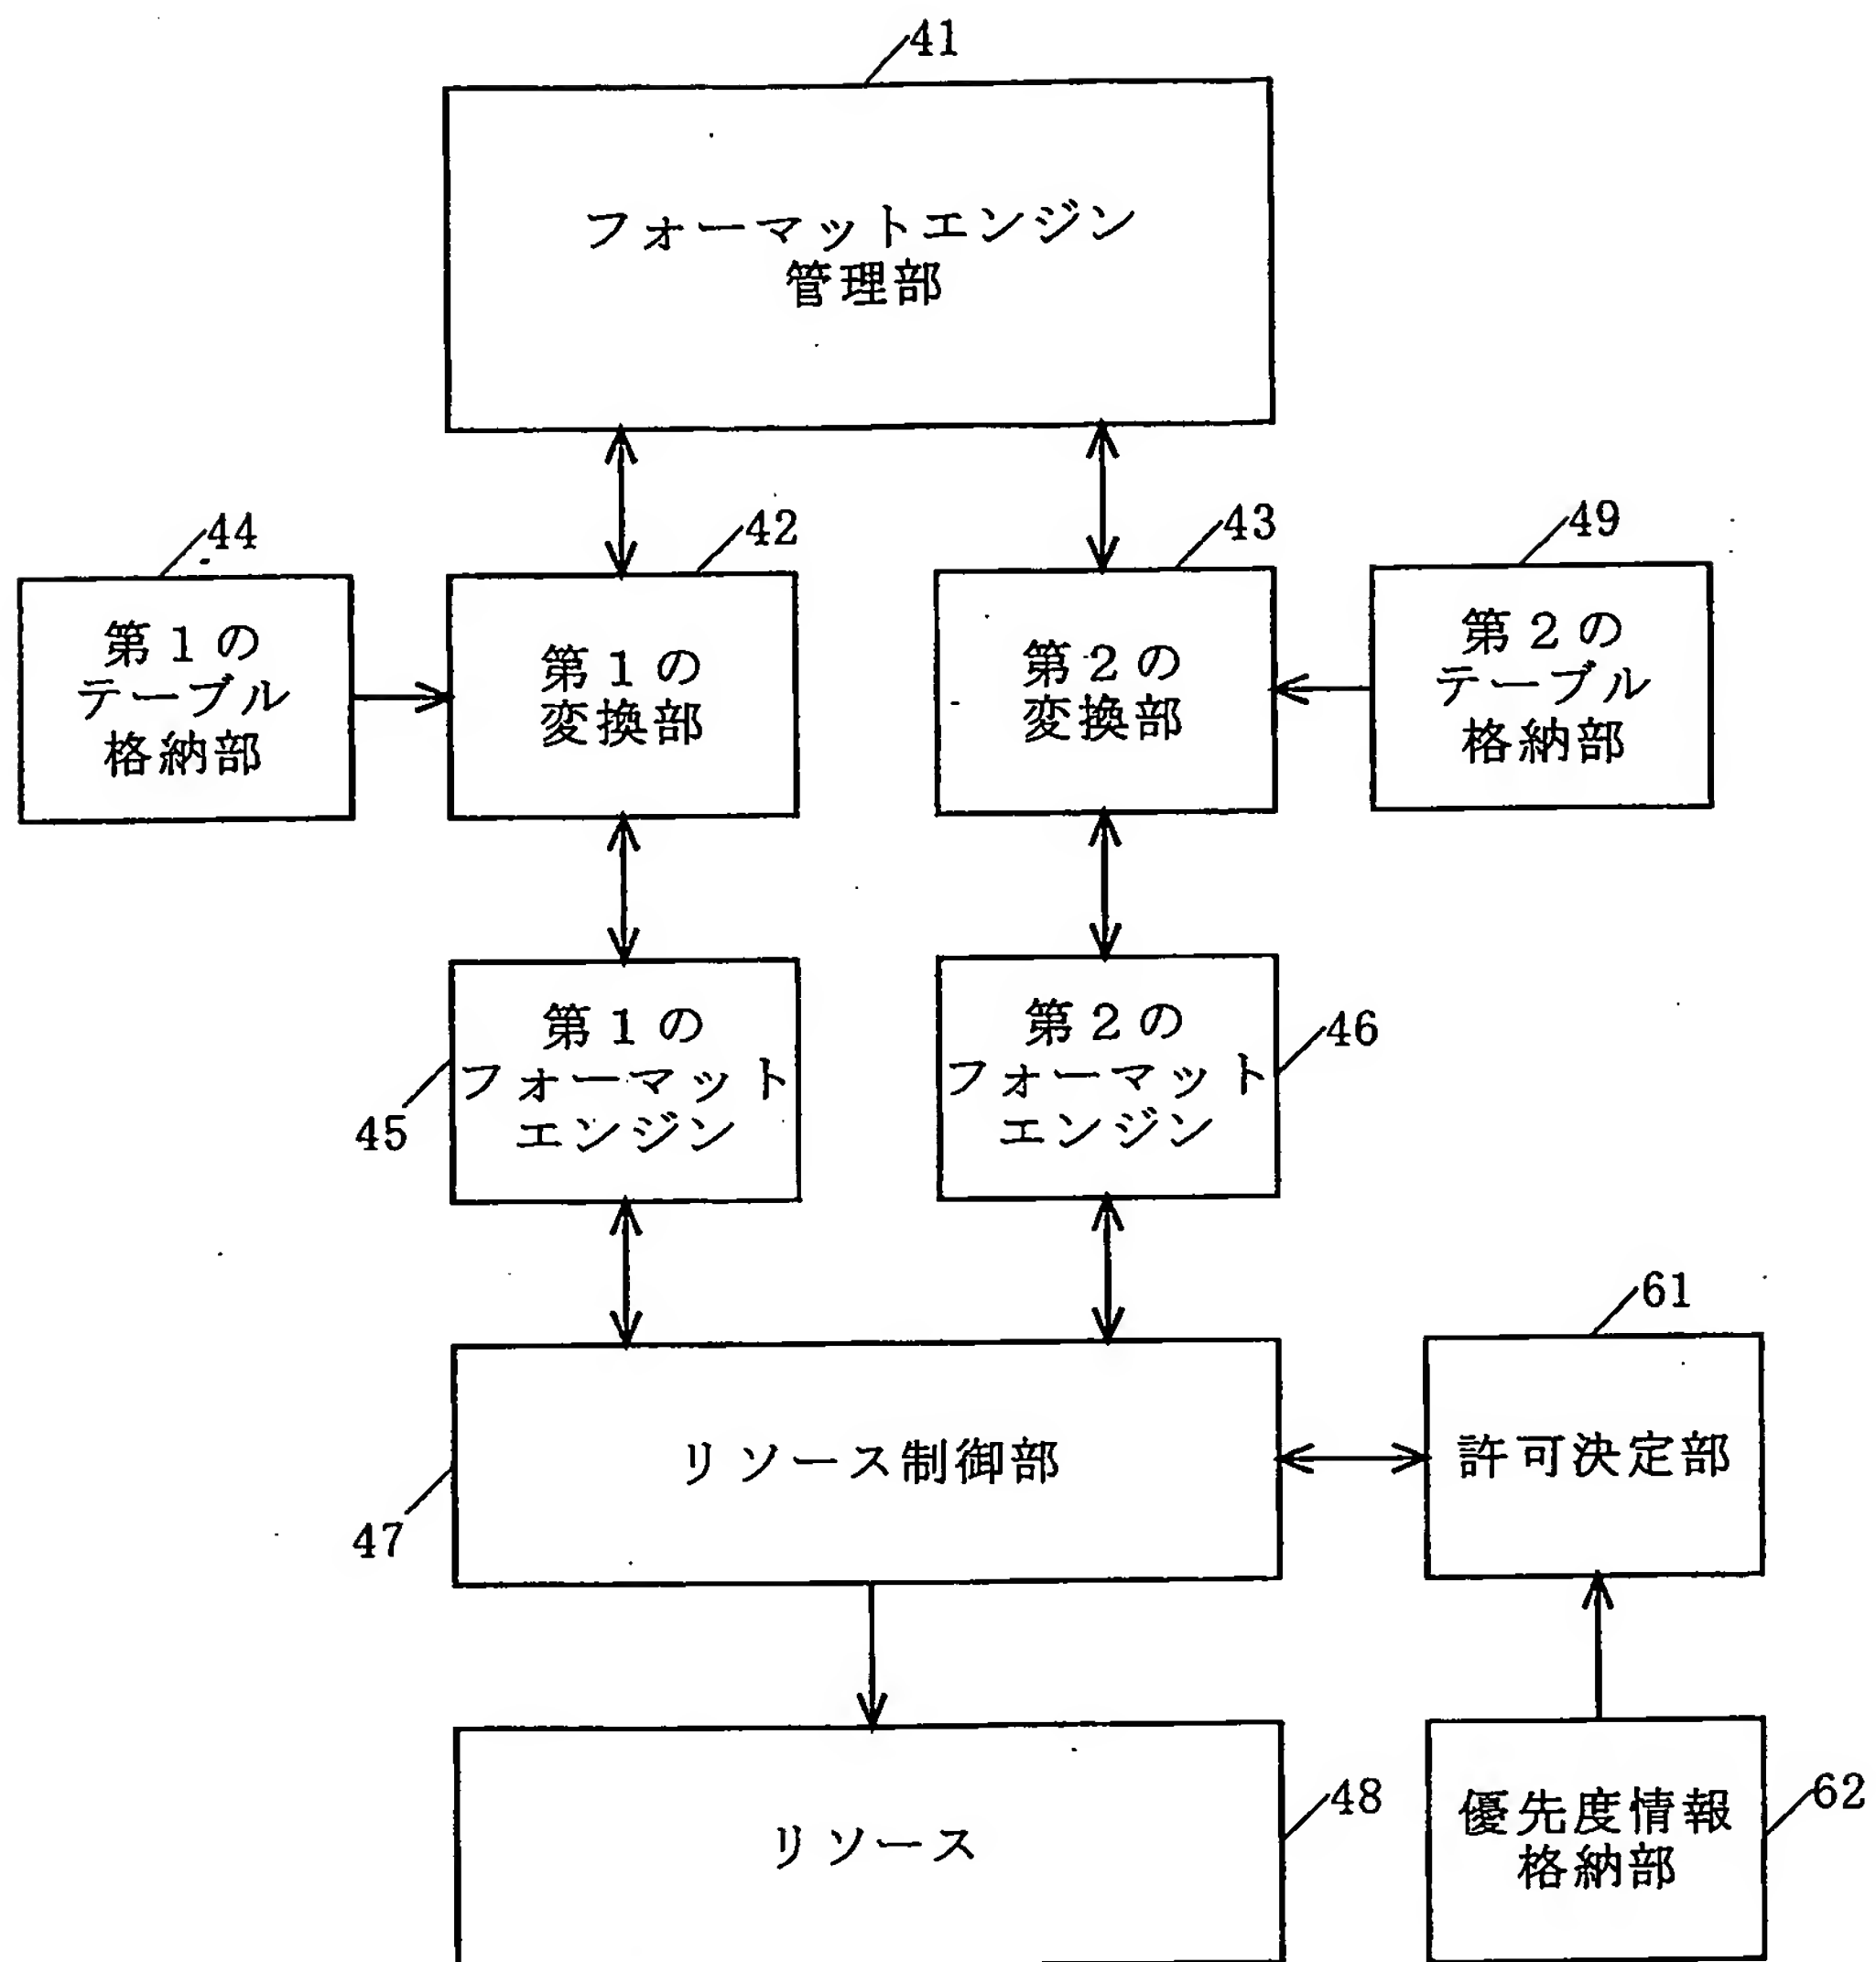 41
フォーマットエンジン
管理部
44
42
43
49
第1の
テーブル
格納部
第1の
変換部
第2の
変換部
第2の
テーブル
格納部
45
第1の
フォーマット
エンジン
第2の
フォーマット
エンジン
46
61
47
リソース制御部
許可決定部
リソース
48
優先度情報
格納部
62